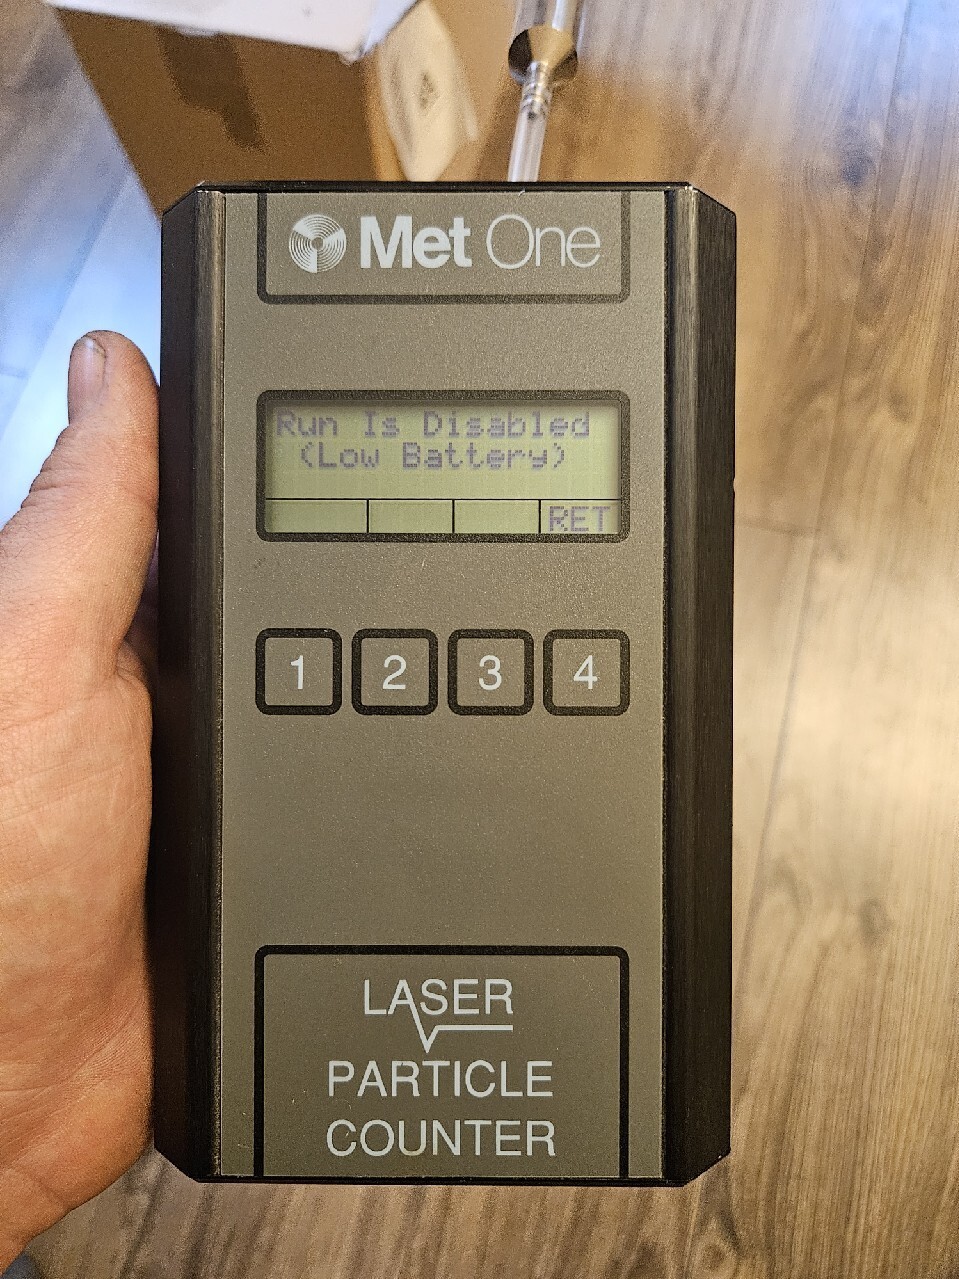 Met One
Run Is Disabled
(Low Battery)
RET
1 2 3 4
LASER
PARTICLE
COUNTER